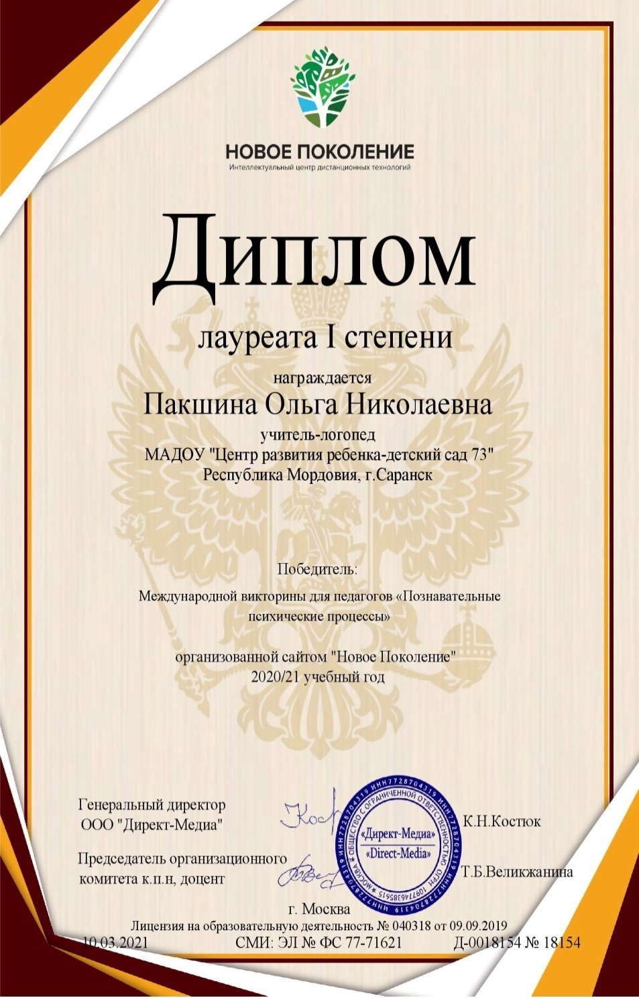 НОВОЕ ПОКОЛЕНИЕ
Интеллектуальный центр дистанционных технологий
Диплом
лауреата I степени
награждается
Пакшина Ольга Николаевна
учитель-логопед
МАДОУ "Центр развития ребенка-детский сад 73"
Республика Мордовия, г.Саранск
Победитель:
Международной викторины для педагогов «Познавательные
психические процессы»
организованной сайтом "Новое Поколение"
2020/21 учебный год
Генеральный директор
ООО "Директ-Медиа"
К.Н.Костюк
Председатель организационного
комитета к.п.н, доцент
Т.Б.Великжанина
ИНН7728704319 ИНН7728704319 ИНН7728704319 ИНН7728704319
ОБЩЕСТВО С ОГРАНИЧЕННОЙ ОТВЕТСТВЕННОСТЬЮ ОГРН 1097746385615 * МОСКВА *
«Директ-Медиа»
«Direct-Media»
г. Москва
Лицензия на образовательную деятельность № 040318 от 09.09.2019
10.03.2021 СМИ: ЭЛ № ФС 77-71621 Д-0018154 № 18154